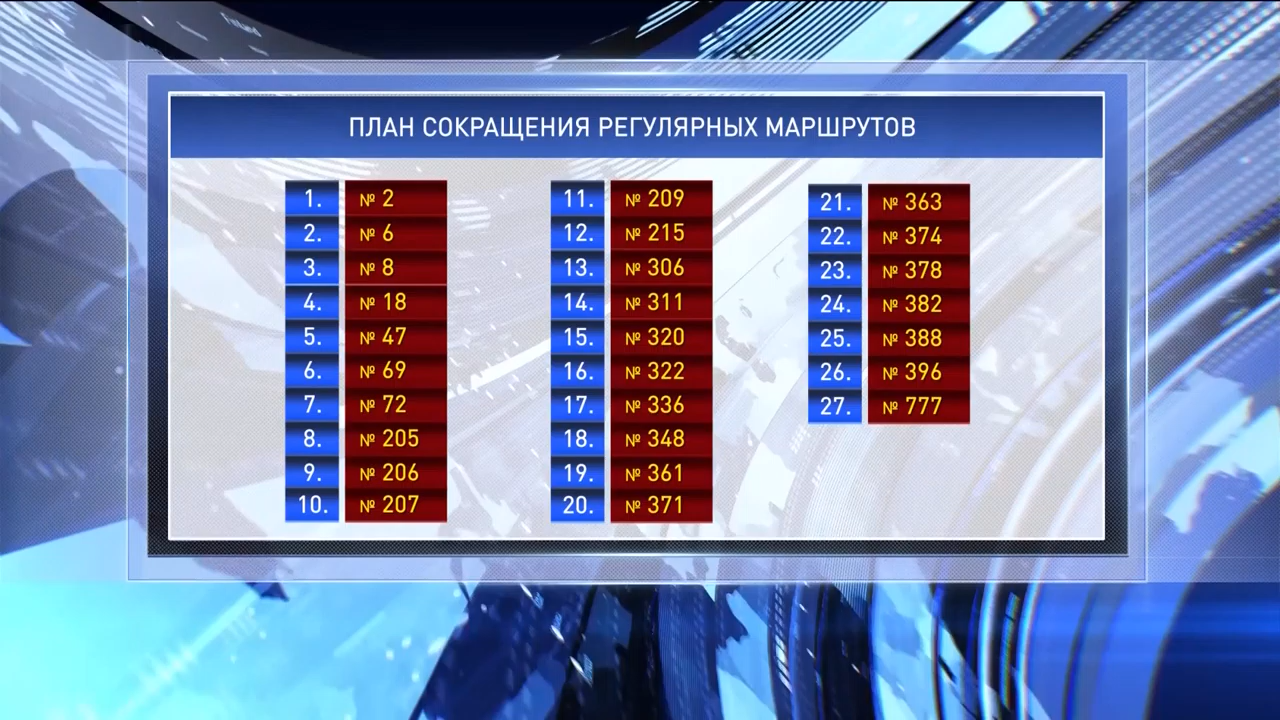 ПЛАН СОКРАЩЕНИЯ РЕГУЛЯРНЫХ МАРШРУТОВ
1. № 2
2. № 6
3. № 8
4. № 18
5. № 47
6. № 69
7. № 72
8. № 205
9. № 206
10. № 207
11. № 209
12. № 215
13. № 306
14. № 311
15. № 320
16. № 322
17. № 336
18. № 348
19. № 361
20. № 371
21. № 363
22. № 374
23. № 378
24. № 382
25. № 388
26. № 396
27. № 777